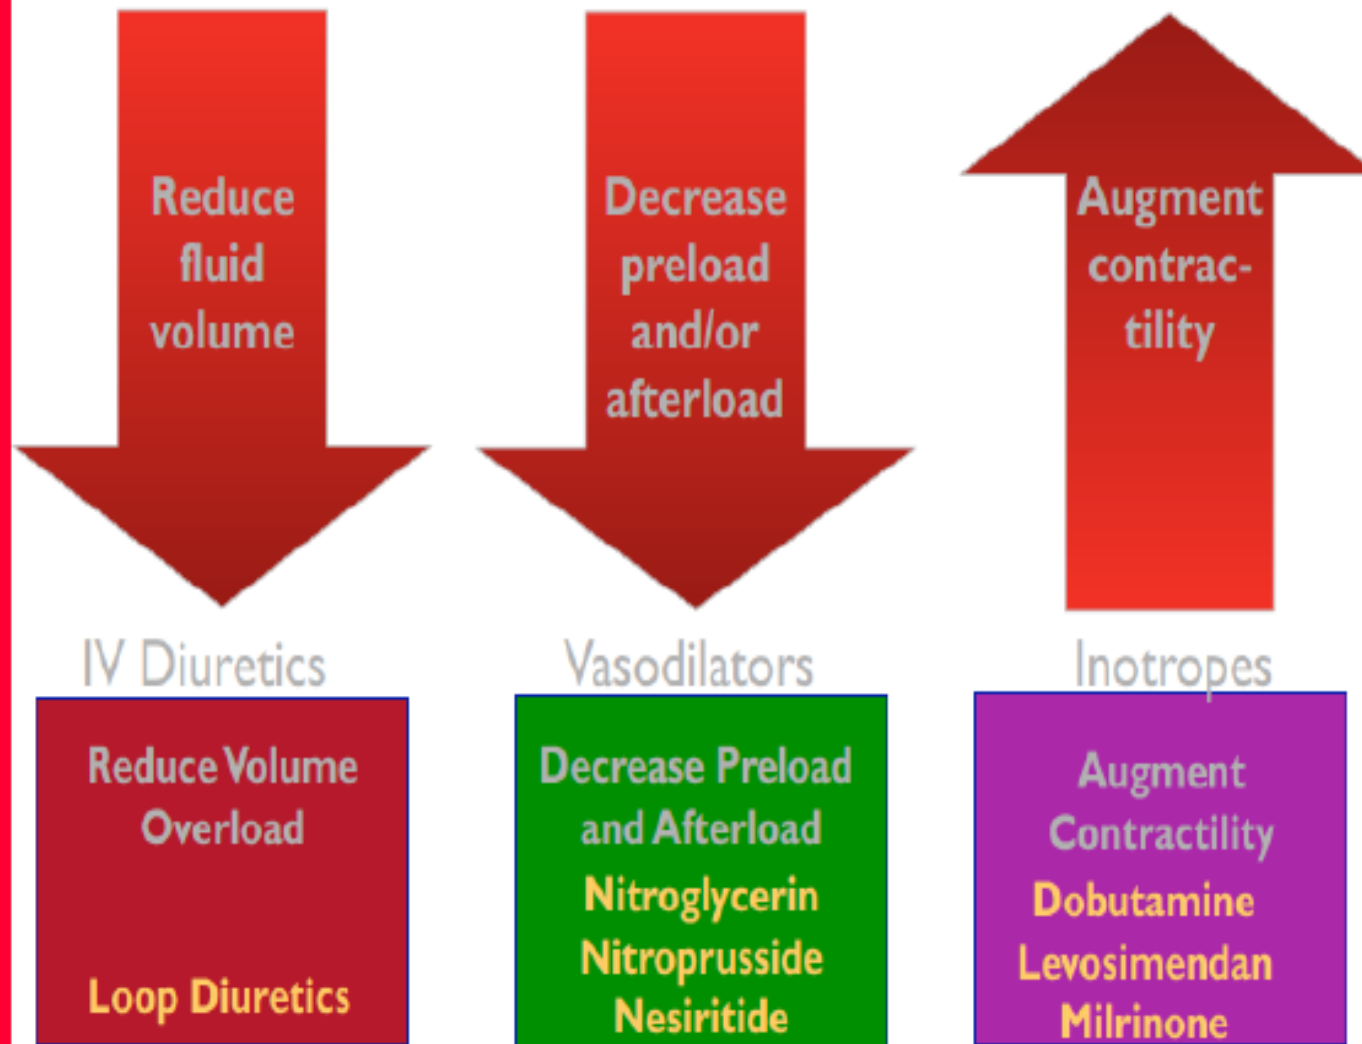 Reduce
fluid
volume
Decrease
preload
and/or
afterload
Augment
contrac-
tility
IV Diuretics
Vasodilators
Inotropes
Reduce Volume
Overload
Loop Diuretics
Decrease Preload
and Afterload
Nitroglycerin
Nitroprusside
Nesiritide
Augment
Contractility
Dobutamine
Levosimendan
Milrinone